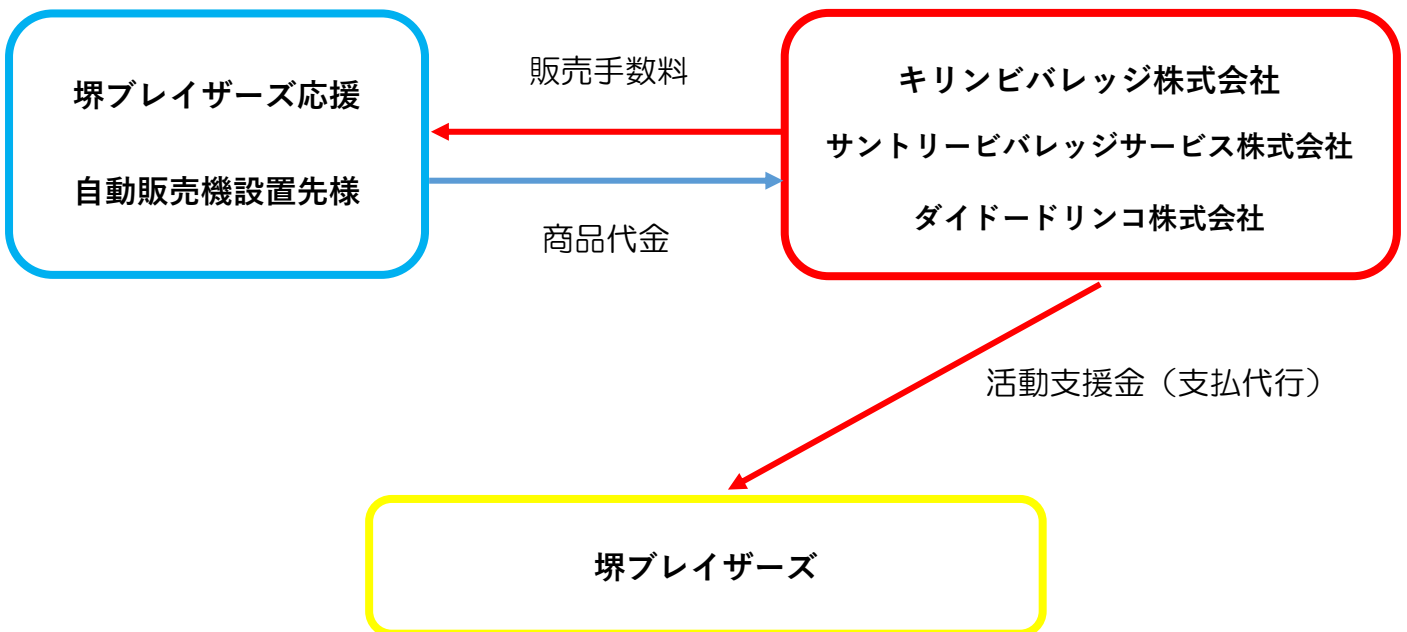 堺ブレイザーズ応援
自動販売機設置先様
販売手数料
商品代金
キリンビバレッジ株式会社
サントリービバレッジサービス株式会社
ダイドードリンコ株式会社
活動支援金（支払代行）
堺ブレイザーズ